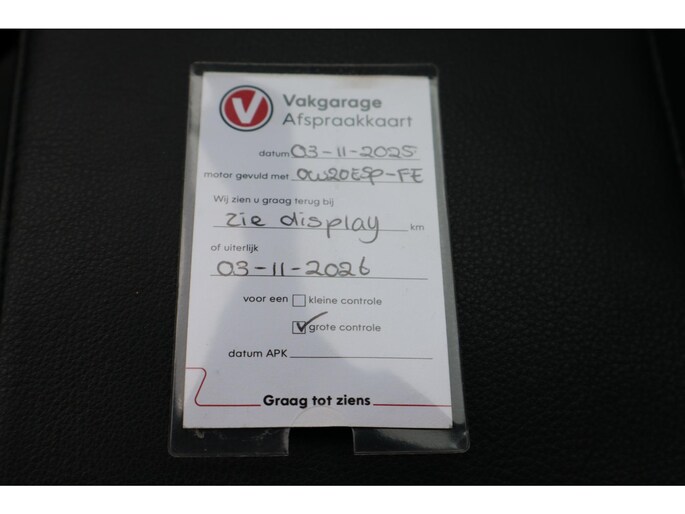 V
Vakgarage
Afspraakkaart
datum 03-11-2025
motor gevuld met 0W20ESP-FE
Wij zien u graag terug bij
zie display km
of uiterlijk
03-11-2026
voor een kleine controle
grote controle
datum APK
Graag tot ziens